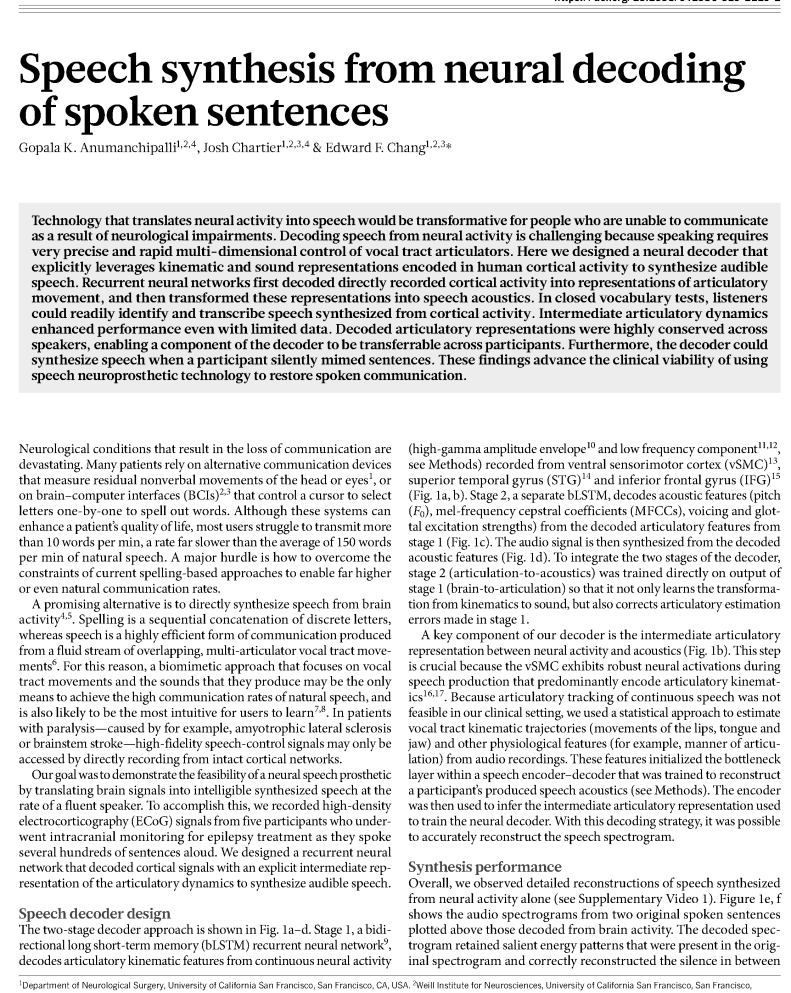 Speech synthesis from neural decoding
of spoken sentences
Gopala K. Anumanchipalli1,2,4, Josh Chartier1,2,3,4 & Edward F. Chang1,2,3*
Technology that translates neural activity into speech would be transformative for people who are unable to communicate
as a result of neurological impairments. Decoding speech from neural activity is challenging because speaking requires
very precise and rapid multi-dimensional control of vocal tract articulators. Here we designed a neural decoder that
explicitly leverages kinematic and sound representations encoded in human cortical activity to synthesize audible
speech. Recurrent neural networks first decoded directly recorded cortical activity into representations of articulatory
movement, and then transformed these representations into speech acoustics. In closed vocabulary tests, listeners
could readily identify and transcribe speech synthesized from cortical activity. Intermediate articulatory dynamics
enhanced performance even with limited data. Decoded articulatory representations were highly conserved across
speakers, enabling a component of the decoder to be transferrable across participants. Furthermore, the decoder could
synthesize speech when a participant silently mimed sentences. These findings advance the clinical viability of using
speech neuroprosthetic technology to restore spoken communication.
Neurological conditions that result in the loss of communication are
devastating. Many patients rely on alternative communication devices
that measure residual nonverbal movements of the head or eyes1, or
on brain–computer interfaces (BCIs)2,3 that control a cursor to select
letters one-by-one to spell out words. Although these systems can
enhance a patient's quality of life, most users struggle to transmit more
than 10 words per min, a rate far slower than the average of 150 words
per min of natural speech. A major hurdle is how to overcome the
constraints of current spelling-based approaches to enable far higher
or even natural communication rates.
A promising alternative is to directly synthesize speech from brain
activity4,5. Spelling is a sequential concatenation of discrete letters,
whereas speech is a highly efficient form of communication produced
from a fluid stream of overlapping, multi-articulator vocal tract move-
ments6. For this reason, a biomimetic approach that focuses on vocal
tract movements and the sounds that they produce may be the only
means to achieve the high communication rates of natural speech, and
is also likely to be the most intuitive for users to learn7,8. In patients
with paralysis—caused by for example, amyotrophic lateral sclerosis
or brainstem stroke—high-fidelity speech-control signals may only be
accessed by directly recording from intact cortical networks.
Our goal was to demonstrate the feasibility of a neural speech prosthetic
by translating brain signals into intelligible synthesized speech at the
rate of a fluent speaker. To accomplish this, we recorded high-density
electrocorticography (ECoG) signals from five participants who under-
went intracranial monitoring for epilepsy treatment as they spoke
several hundreds of sentences aloud. We designed a recurrent neural
network that decoded cortical signals with an explicit intermediate rep-
resentation of the articulatory dynamics to synthesize audible speech.
Speech decoder design
The two-stage decoder approach is shown in Fig. 1a–d. Stage 1, a bidi-
rectional long short-term memory (bLSTM) recurrent neural network9,
decodes articulatory kinematic features from continuous neural activity
(high-gamma amplitude envelope10 and low frequency component11,12,
see Methods) recorded from ventral sensorimotor cortex (vSMC)13,
superior temporal gyrus (STG)14 and inferior frontal gyrus (IFG)15
(Fig. 1a, b). Stage 2, a separate bLSTM, decodes acoustic features (pitch
(F0), mel-frequency cepstral coefficients (MFCCs), voicing and glot-
tal excitation strengths) from the decoded articulatory features from
stage 1 (Fig. 1c). The audio signal is then synthesized from the decoded
acoustic features (Fig. 1d). To integrate the two stages of the decoder,
stage 2 (articulation-to-acoustics) was trained directly on output of
stage 1 (brain-to-articulation) so that it not only learns the transforma-
tion from kinematics to sound, but also corrects articulatory estimation
errors made in stage 1.
A key component of our decoder is the intermediate articulatory
representation between neural activity and acoustics (Fig. 1b). This step
is crucial because the vSMC exhibits robust neural activations during
speech production that predominantly encode articulatory kinemat-
ics16,17. Because articulatory tracking of continuous speech was not
feasible in our clinical setting, we used a statistical approach to estimate
vocal tract kinematic trajectories (movements of the lips, tongue and
jaw) and other physiological features (for example, manner of articu-
lation) from audio recordings. These features initialized the bottleneck
layer within a speech encoder–decoder that was trained to reconstruct
a participant's produced speech acoustics (see Methods). The encoder
was then used to infer the intermediate articulatory representation used
to train the neural decoder. With this decoding strategy, it was possible
to accurately reconstruct the speech spectrogram.
Synthesis performance
Overall, we observed detailed reconstructions of speech synthesized
from neural activity alone (see Supplementary Video 1). Figure 1e, f
shows the audio spectrograms from two original spoken sentences
plotted above those decoded from brain activity. The decoded spec-
trogram retained salient energy patterns that were present in the orig-
inal spectrogram and correctly reconstructed the silence in between
1Department of Neurological Surgery, University of California San Francisco, San Francisco, CA, USA. 2Weill Institute for Neurosciences, University of California San Francisco, San Francisco,